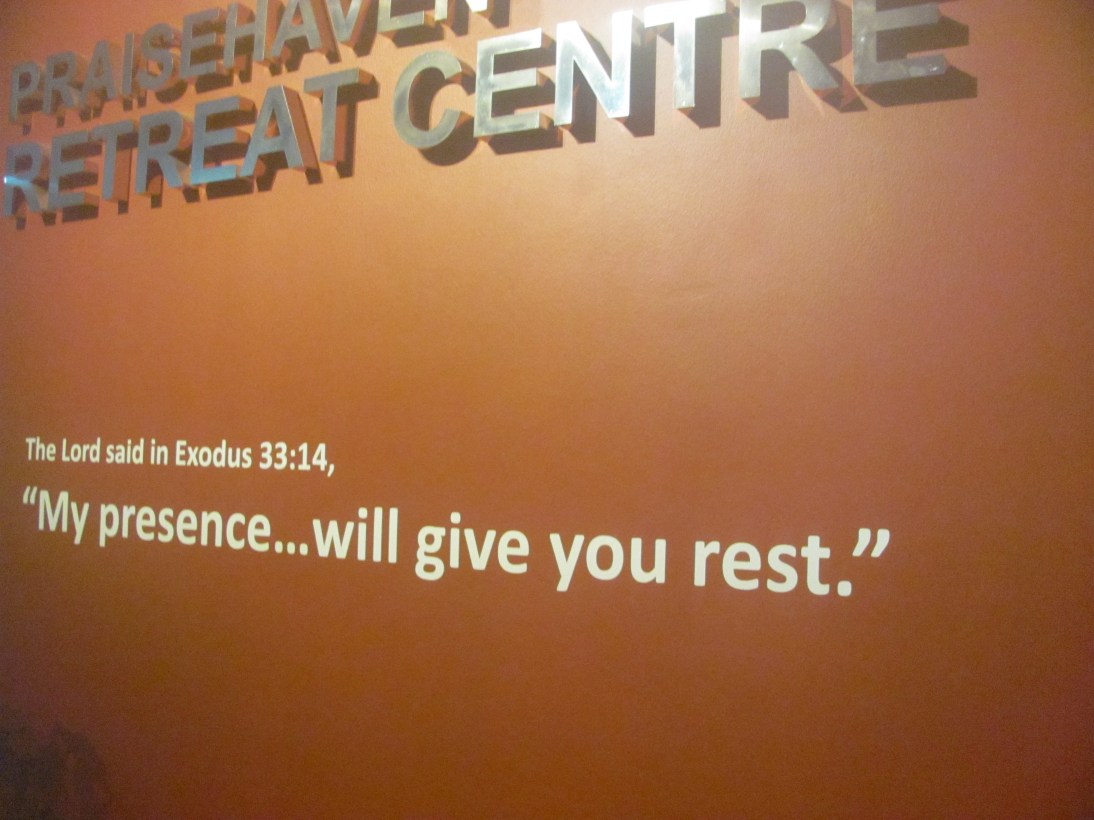 PRAISEHAVEN
RETREAT CENTRE
The Lord said in Exodus 33:14,
“My presence...will give you rest.”